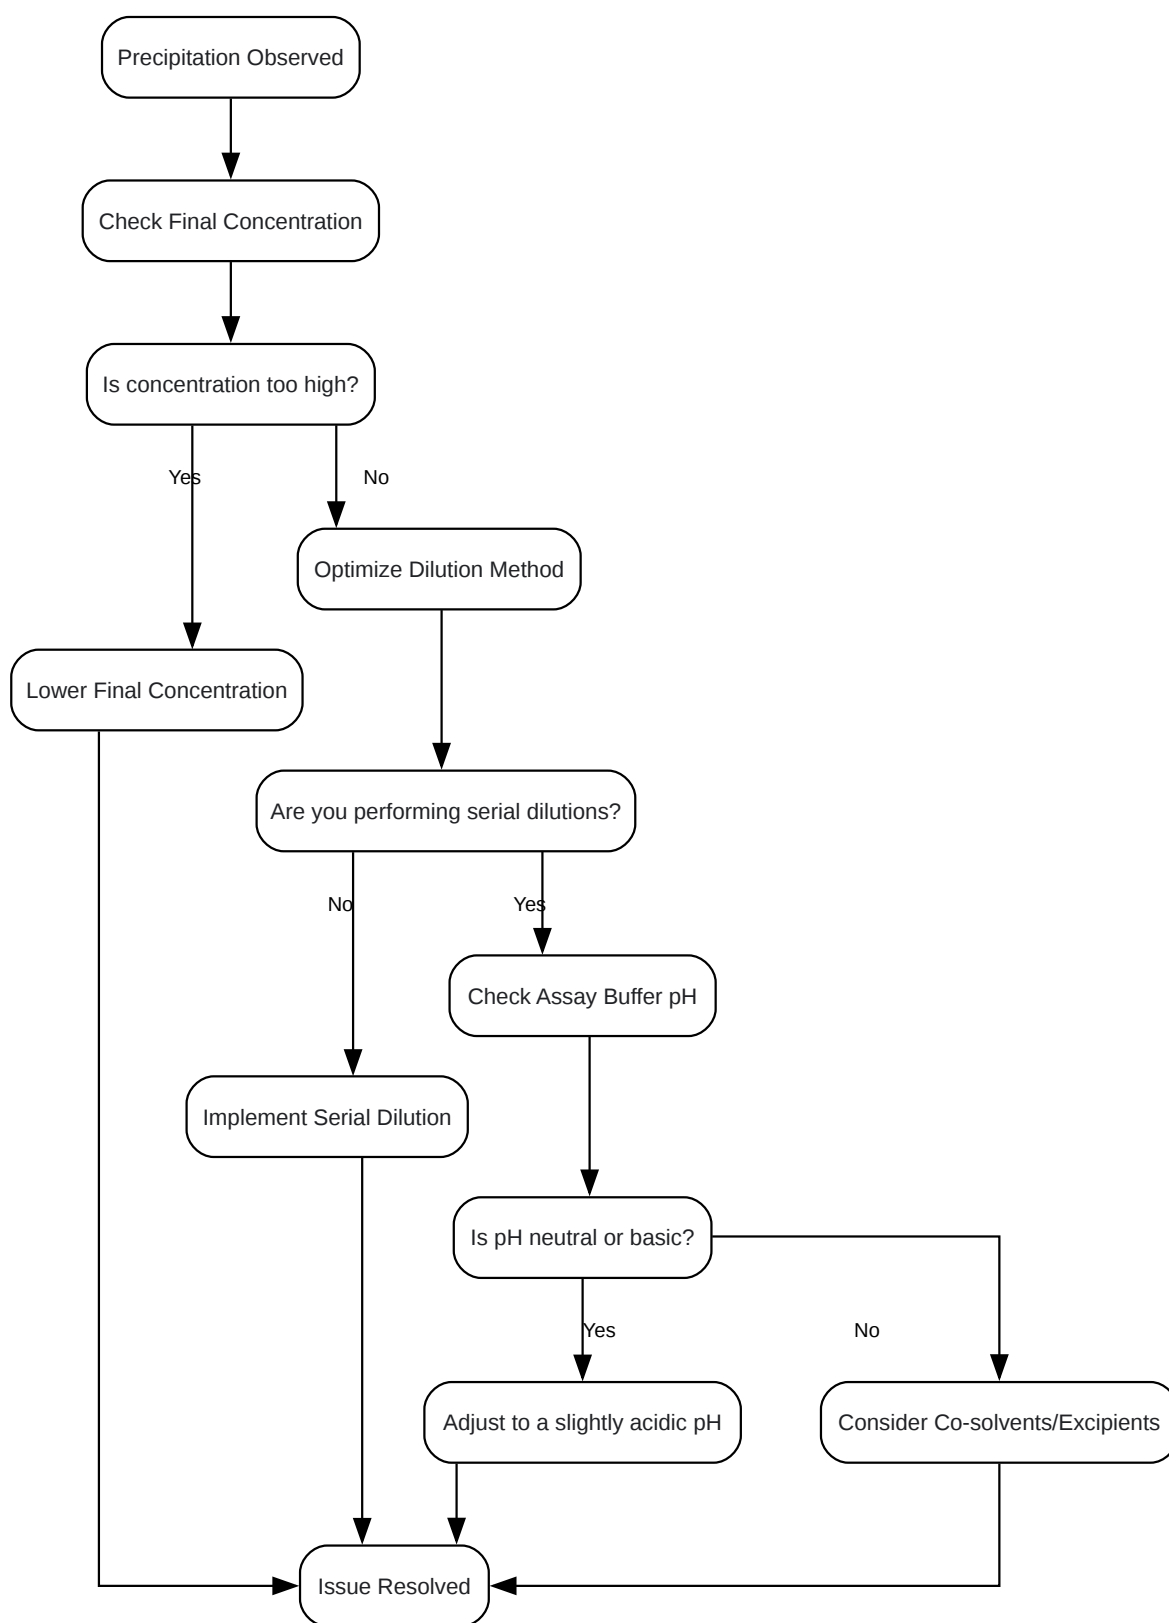 Precipitation Observed
Check Final Concentration
Is concentration too high?
Yes
No
Optimize Dilution Method
Lower Final Concentration
Are you performing serial dilutions?
No
Yes
Check Assay Buffer pH
Implement Serial Dilution
Is pH neutral or basic?
Yes
No
Adjust to a slightly acidic pH
Consider Co-solvents/Excipients
Issue Resolved